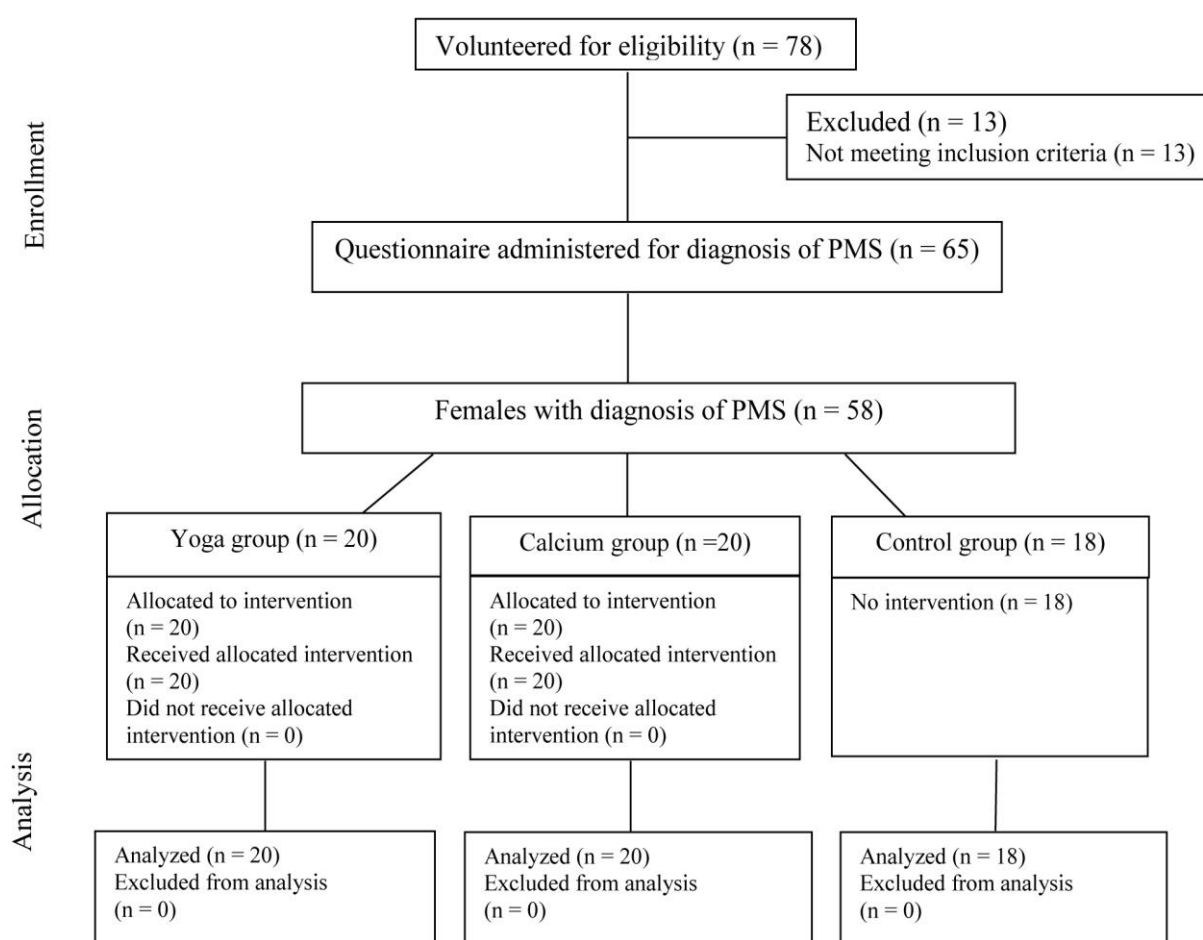 Volunteered for eligibility (n = 78)
Excluded (n = 13)
Not meeting inclusion criteria (n = 13)
Enrollment
Questionnaire administered for diagnosis of PMS (n = 65)
Females with diagnosis of PMS (n = 58)
Allocation
Yoga group (n = 20)
Allocated to intervention
(n = 20)
Received allocated intervention
(n = 20)
Did not receive allocated
intervention (n = 0)
Calcium group (n =20)
Allocated to intervention
(n = 20)
Received allocated intervention
(n = 20)
Did not receive allocated
intervention (n = 0)
Control group (n = 18)
No intervention (n = 18)
Analysis
Analyzed (n = 20)
Excluded from analysis
(n = 0)
Analyzed (n = 20)
Excluded from analysis
(n = 0)
Analyzed (n = 18)
Excluded from analysis
(n = 0)